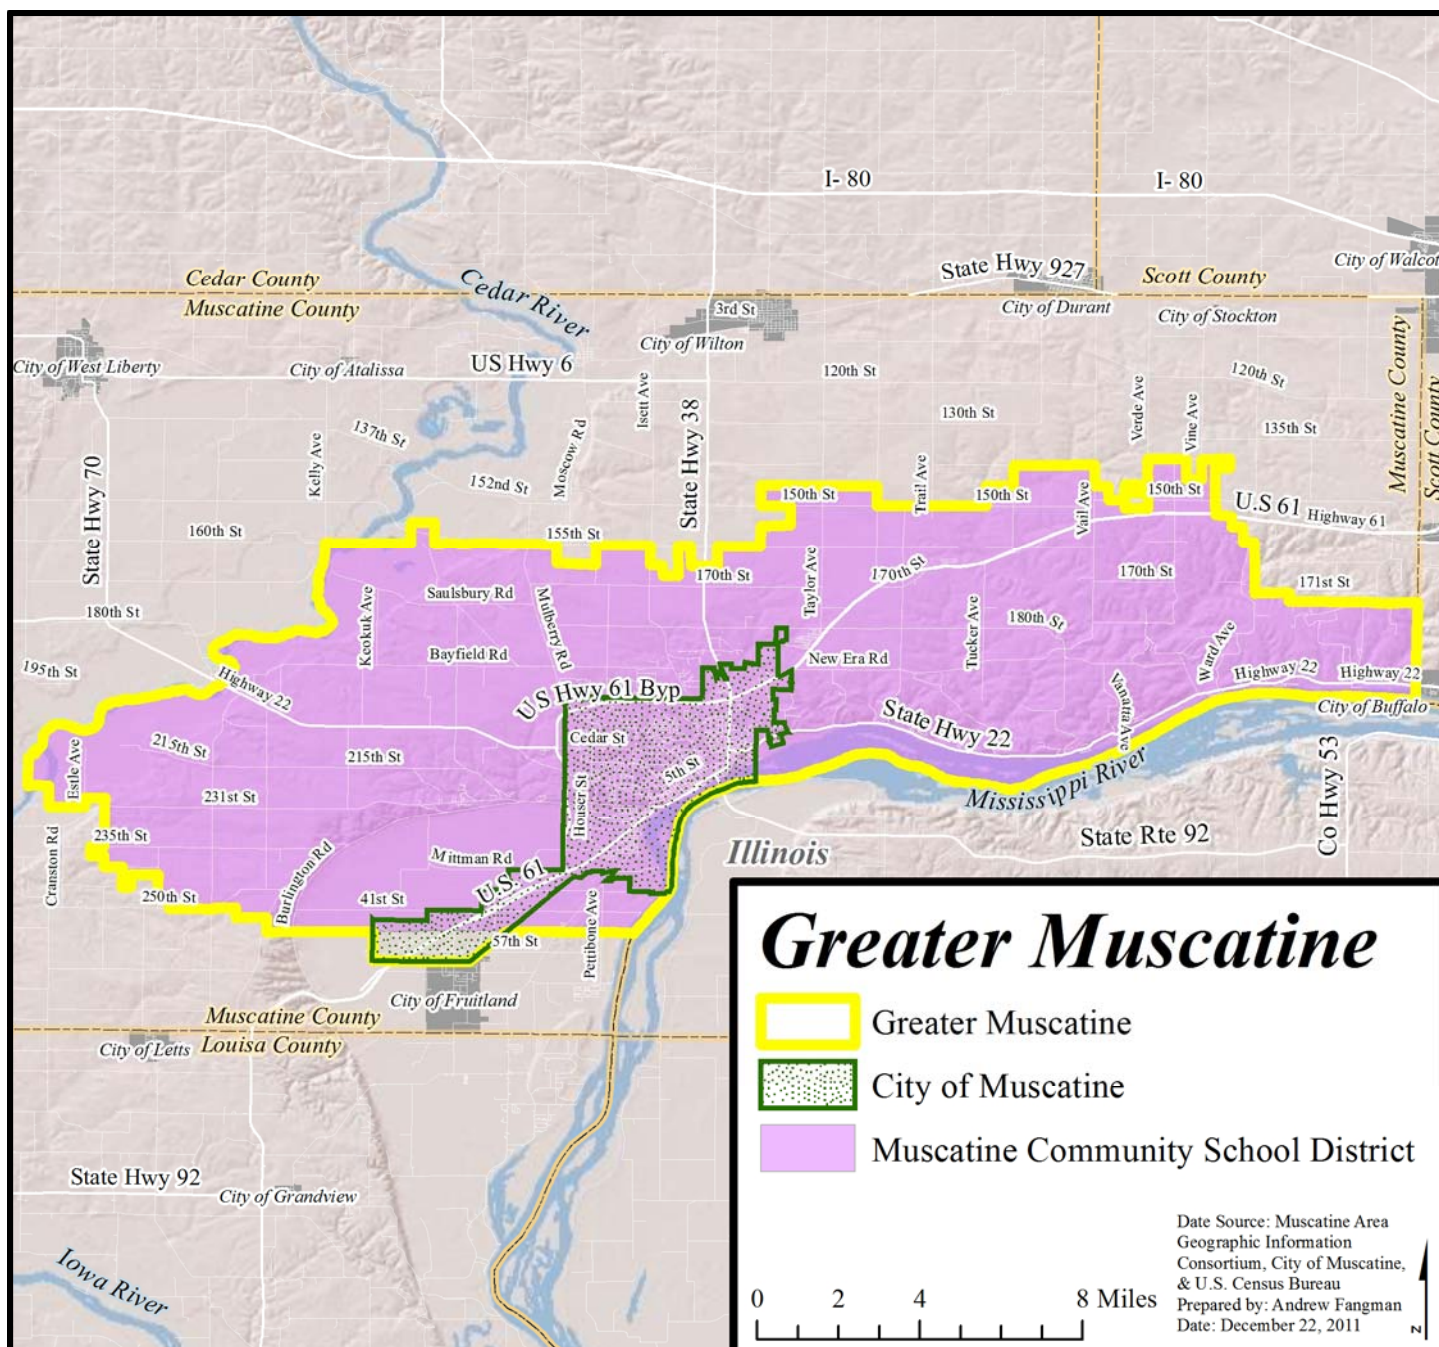 I- 80
I- 80
City of Walcot
State Hwy 927
Scott County
Cedar County
Cedar River
City of Durant
City of Stockton
Muscatine County
3rd St
City of Wilton
Muscatine County
Scott County
City of West Liberty
City of Atalissa
US Hwy 6
120th St
120th St
Isett Ave
Verde Ave
Vine Ave
130th St
135th St
137th St
Kelly Ave
Moscow Rd
State Hwy 38
State Hwy 70
152nd St
Trail Ave
150th St
150th St
150th St
Vail Ave
U.S 61
Highway 61
160th St
155th St
170th St
170th St
170th St
171st St
Taylor Ave
Saulsbury Rd
Mulberry Rd
Keokuk Ave
180th St
180th St
Tucker Ave
Ward Ave
Bayfield Rd
New Era Rd
195th St
Highway 22
Highway 22
Highway 22
US Hwy 61 Byp
Vanatta Ave
City of Buffalo
State Hwy 22
Cedar St
215th St
215th St
Estle Ave
5th St
Mississippi River
Co Hwy 53
231st St
Houser St
235th St
State Rte 92
Cranston Rd
Burlington Rd
Mittman Rd
Illinois
U.S. 61
250th St
41st St
57th St
Pettibone Ave
City of Fruitland
Muscatine County
Louisa County
City of Letts
State Hwy 92
City of Grandview
Iowa River
Greater Muscatine
Greater Muscatine
City of Muscatine
Muscatine Community School District
Date Source: Muscatine Area
Geographic Information
Consortium, City of Muscatine,
& U.S. Census Bureau
Prepared by: Andrew Fangman
Date: December 22, 2011
0 2 4 8 Miles
N